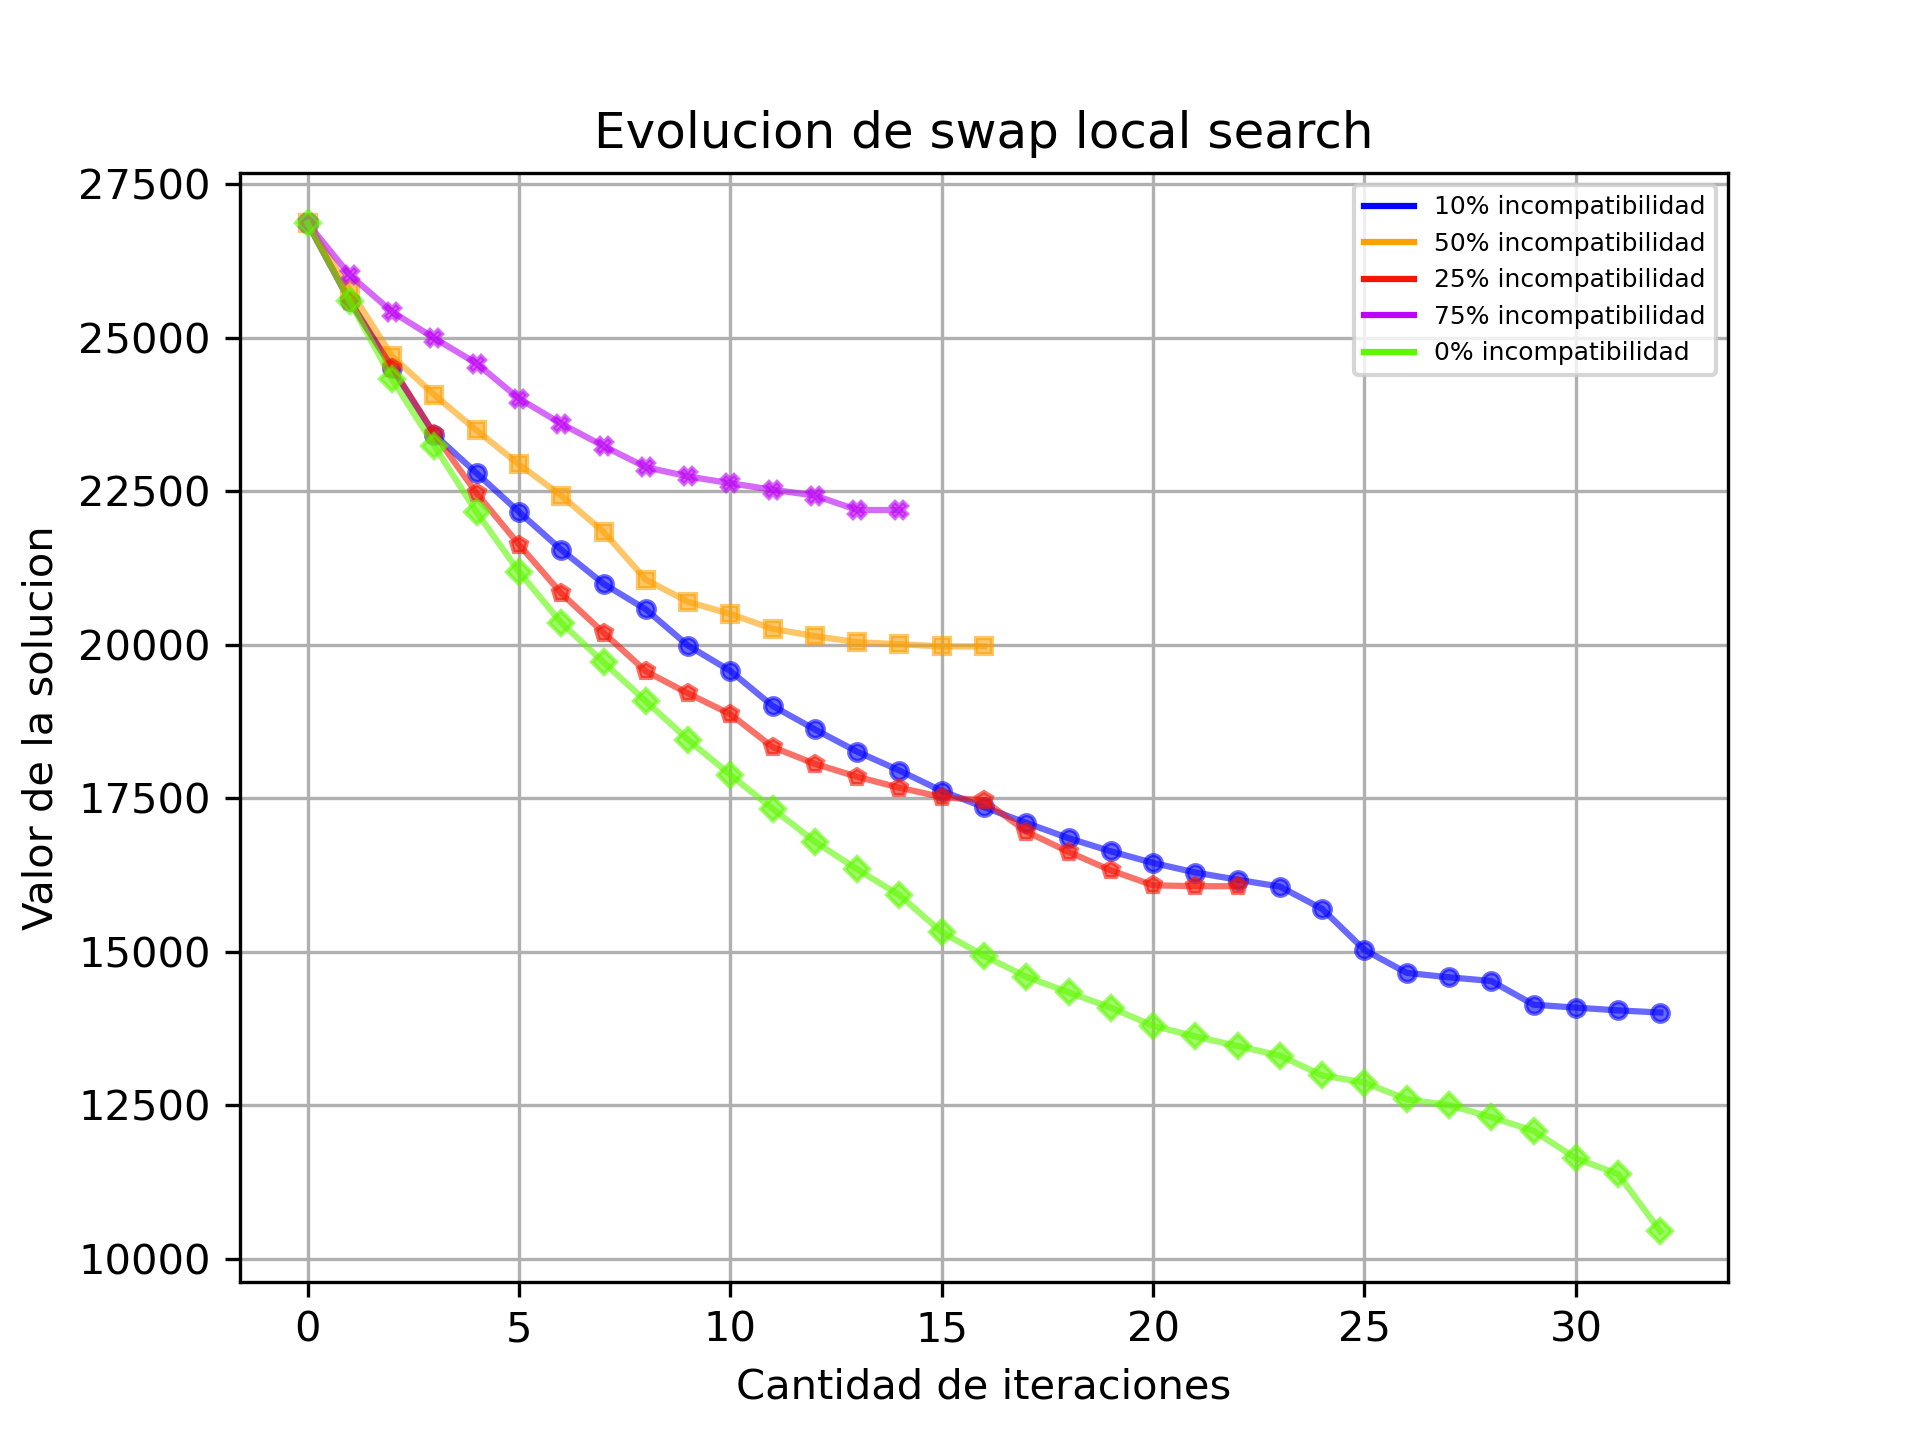 Evolucion de swap local search
27500
25000
22500
20000
17500
15000
12500
10000
Valor de la solucion
10% incompatibilidad
50% incompatibilidad
25% incompatibilidad
75% incompatibilidad
0% incompatibilidad
0 5 10 15 20 25 30
Cantidad de iteraciones